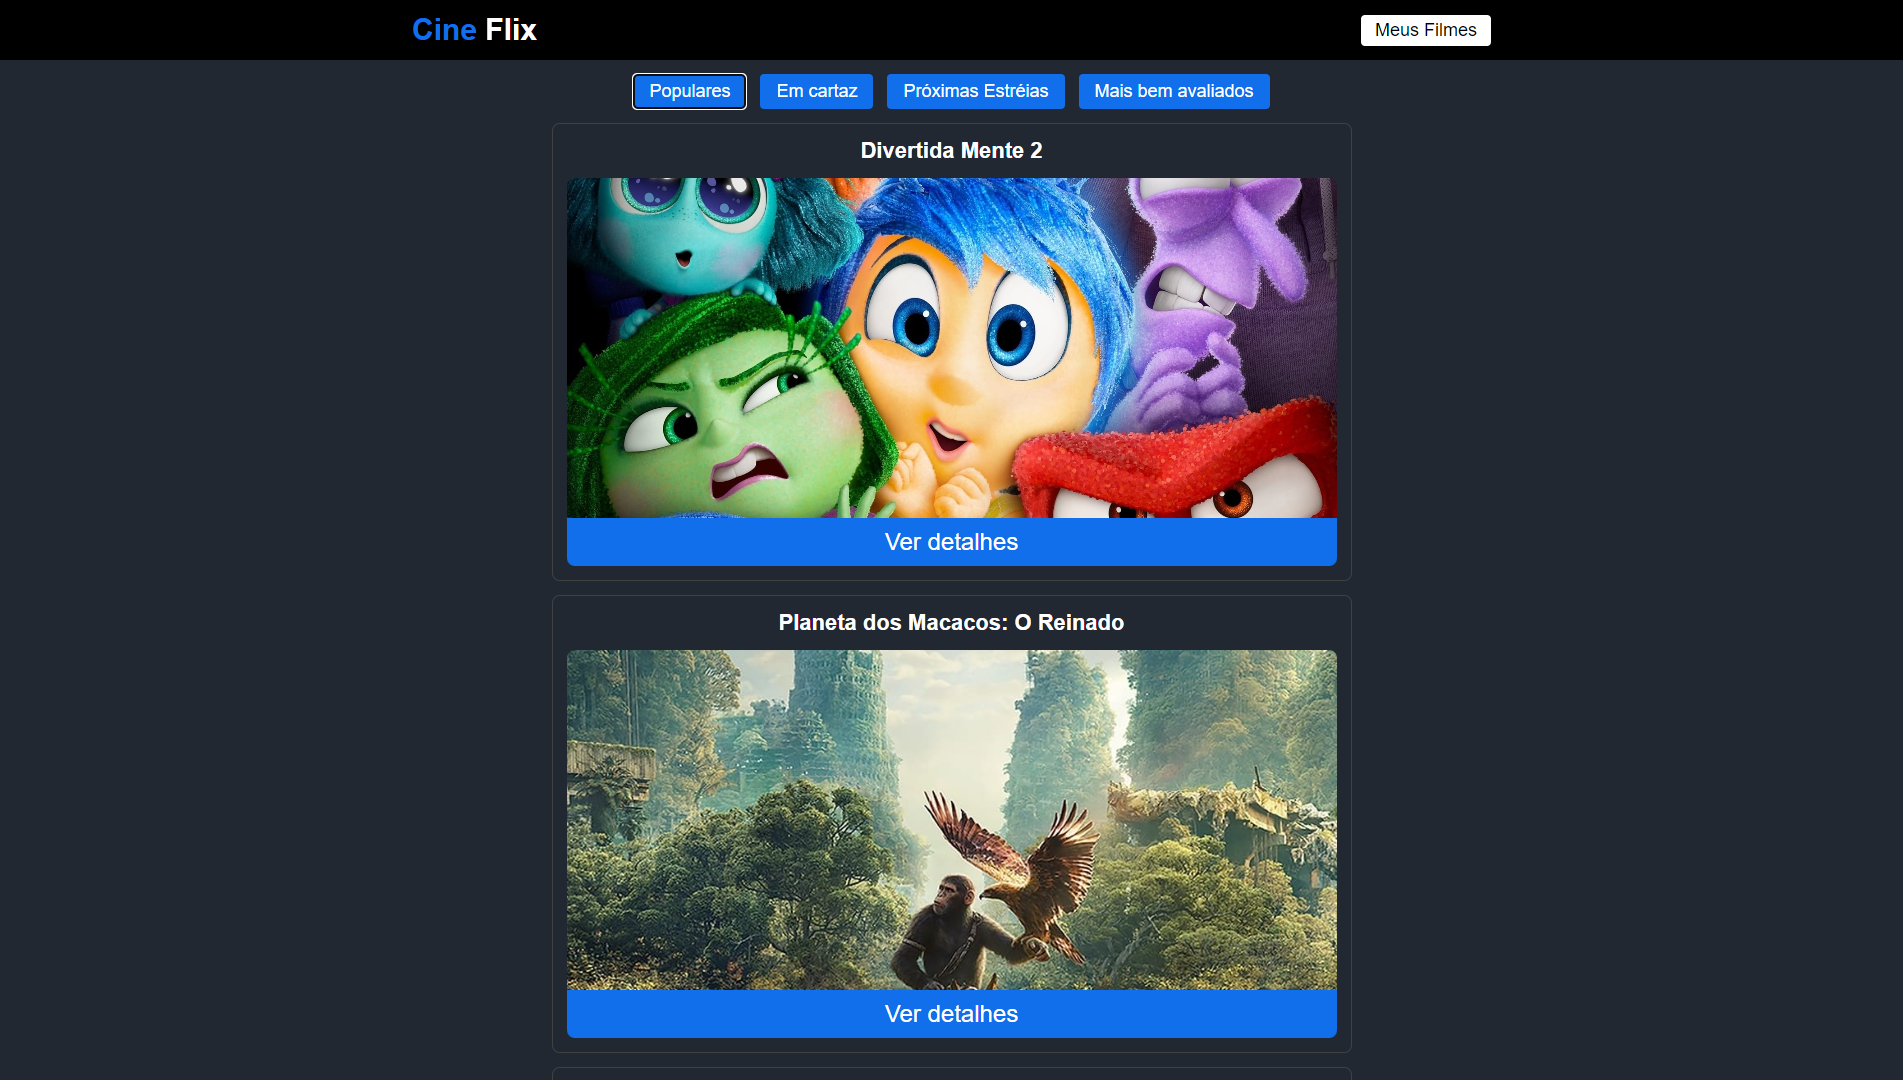 Cine Flix
Meus Filmes
Populares
Em cartaz
Próximas Estréias
Mais bem avaliados
Divertida Mente 2
Ver detalhes
Planeta dos Macacos: O Reinado
Ver detalhes